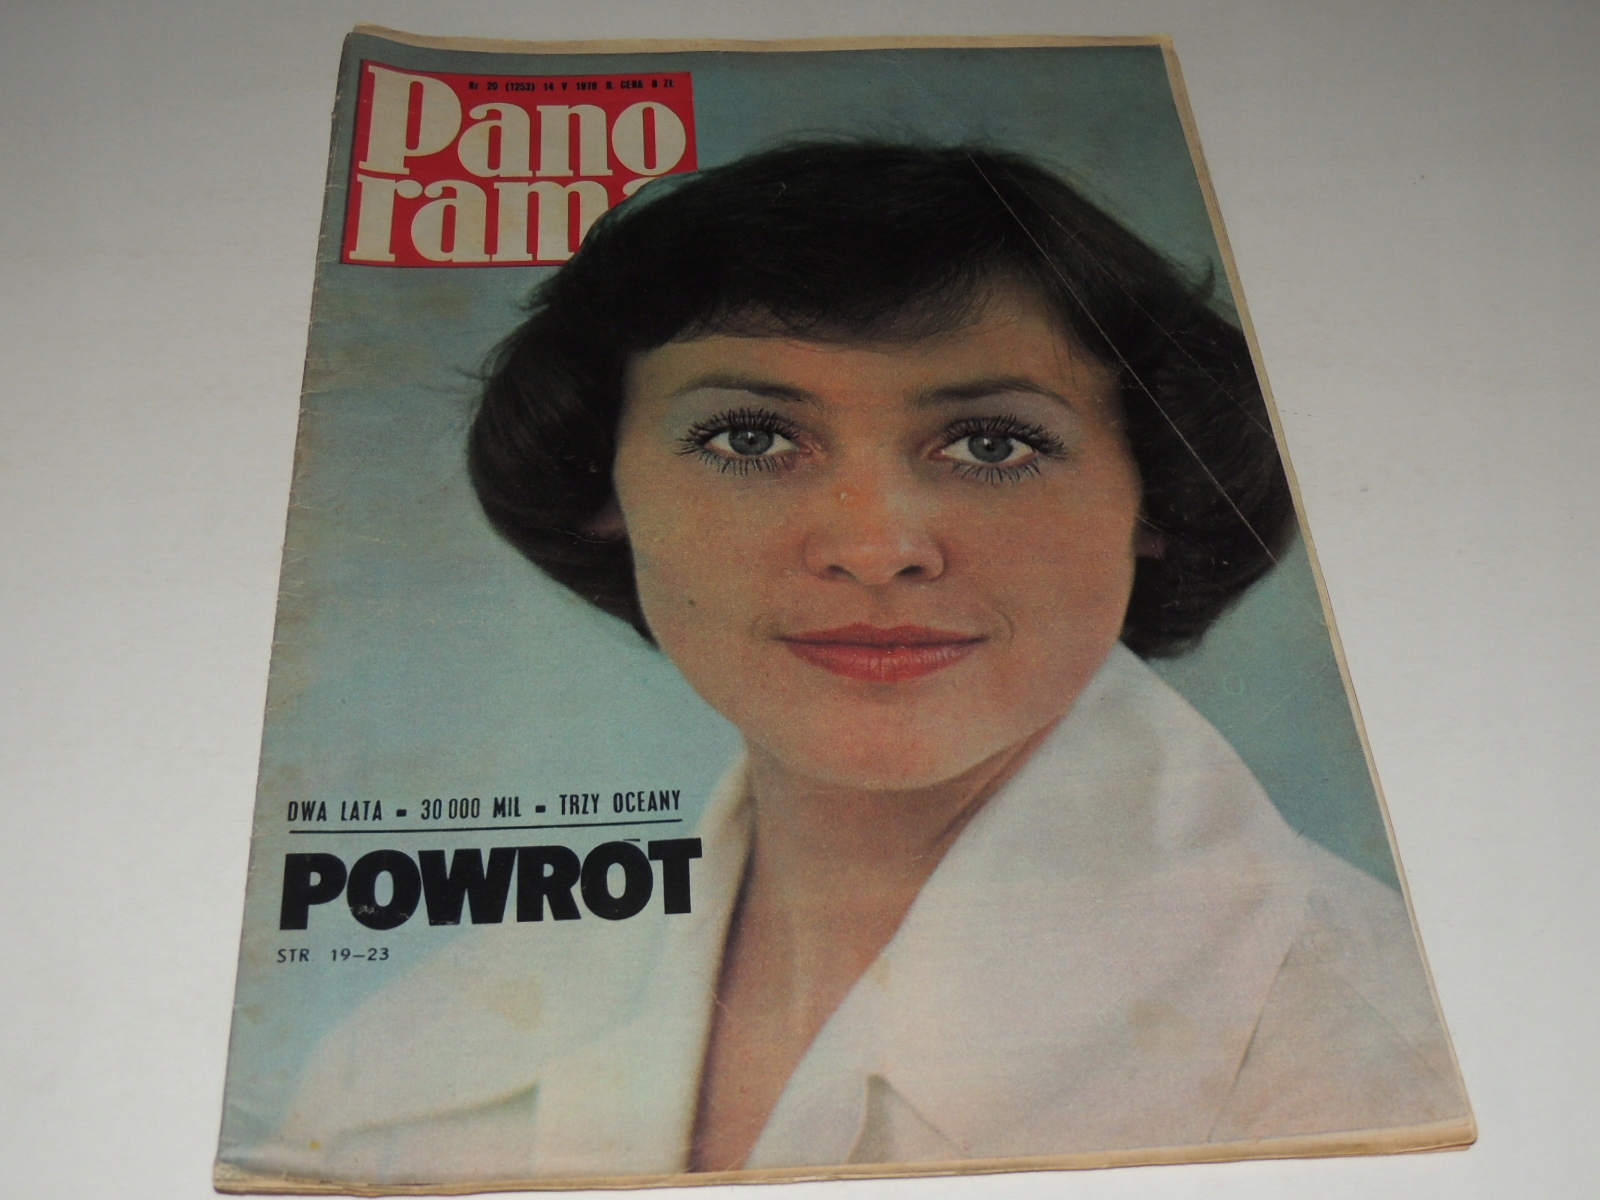 Nr 20 (1253) 14 V 1978 R. CENA 8 ZŁ
Pano
rama
DWA LATA - 30 000 MIL - TRZY OCEANY
POWRÓT
STR. 19–23